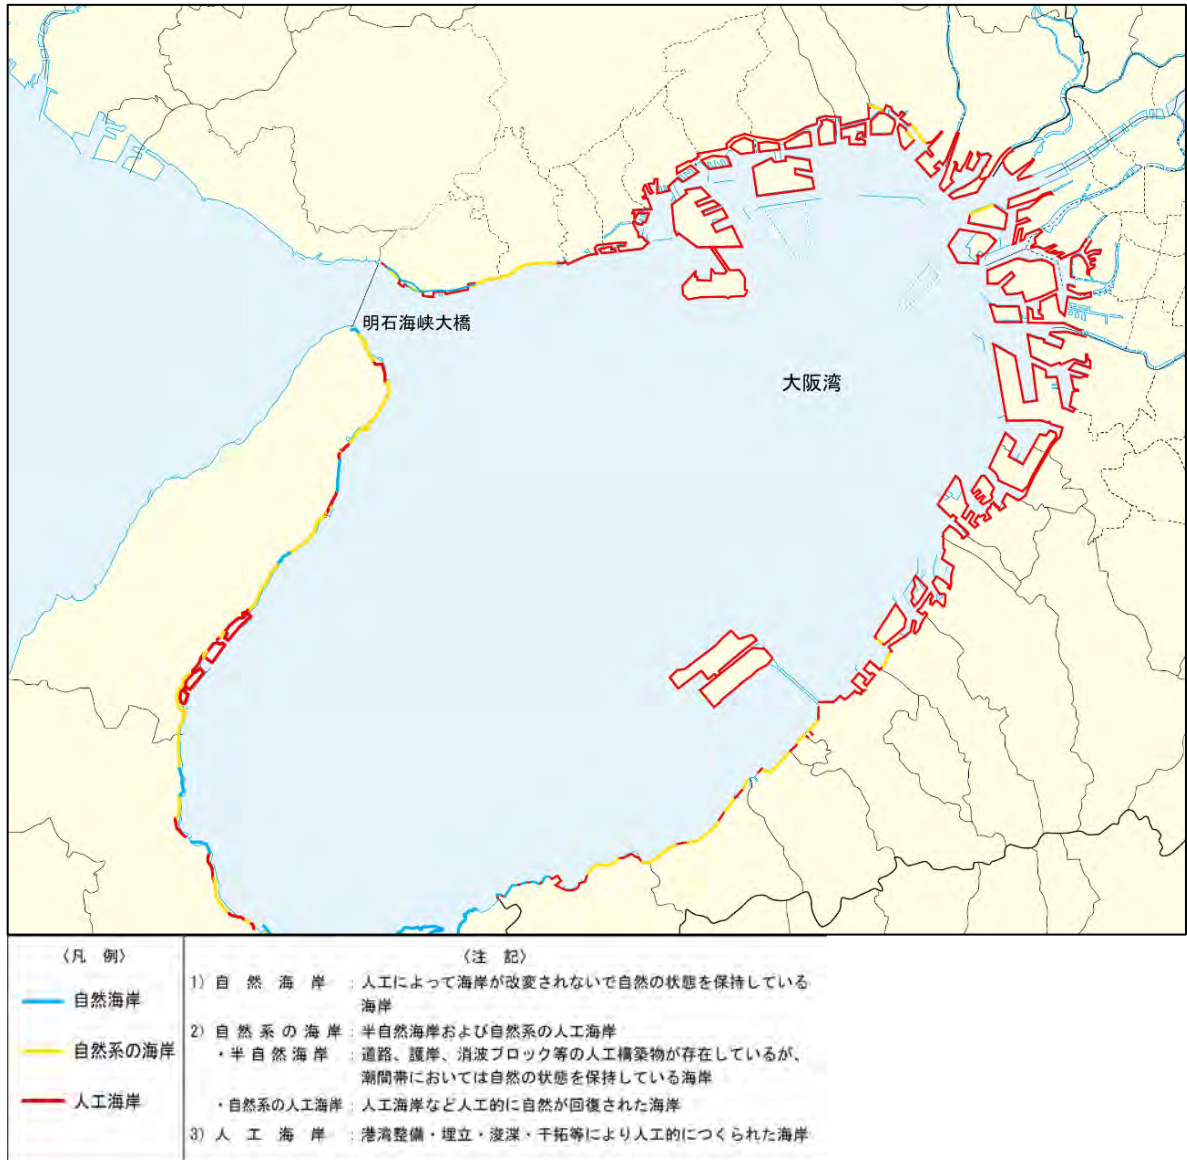 明石海峡大橋
大阪湾
〈凡 例〉
自然海岸
自然系の海岸
人工海岸
〈注 記〉
1) 自 然 海 岸 : 人工によって海岸が改変されないで自然の状態を保持している
海岸
2) 自 然 系 の 海 岸 : 半自然海岸および自然系の人工海岸
・半 自 然 海 岸 : 道路、護岸、消波ブロック等の人工構築物が存在しているが、
潮間帯においては自然の状態を保持している海岸
・自然系の人工海岸 : 人工海岸など人工的に自然が回復された海岸
3) 人 工 海 岸 : 港湾整備・埋立・浚渫・干拓等により人工的につくられた海岸